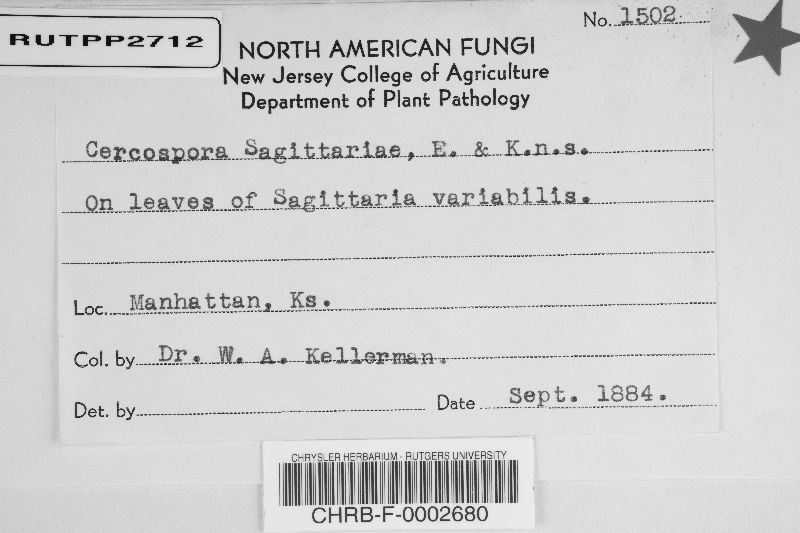 No. 1502.
RUTPP2712
NORTH AMERICAN FUNGI
New Jersey College of Agriculture
Department of Plant Pathology
Cercospora Sagittariae, E. & K.n.s.
On leaves of Sagittaria variabilis.
Loc. Manhattan, Ks.
Col. by Dr. W. A. Kellerman.
Det. by Date Sept. 1884.
CHRYSLER HERBARIUM - RUTGERS UNIVERSITY
CHRB-F-0002680